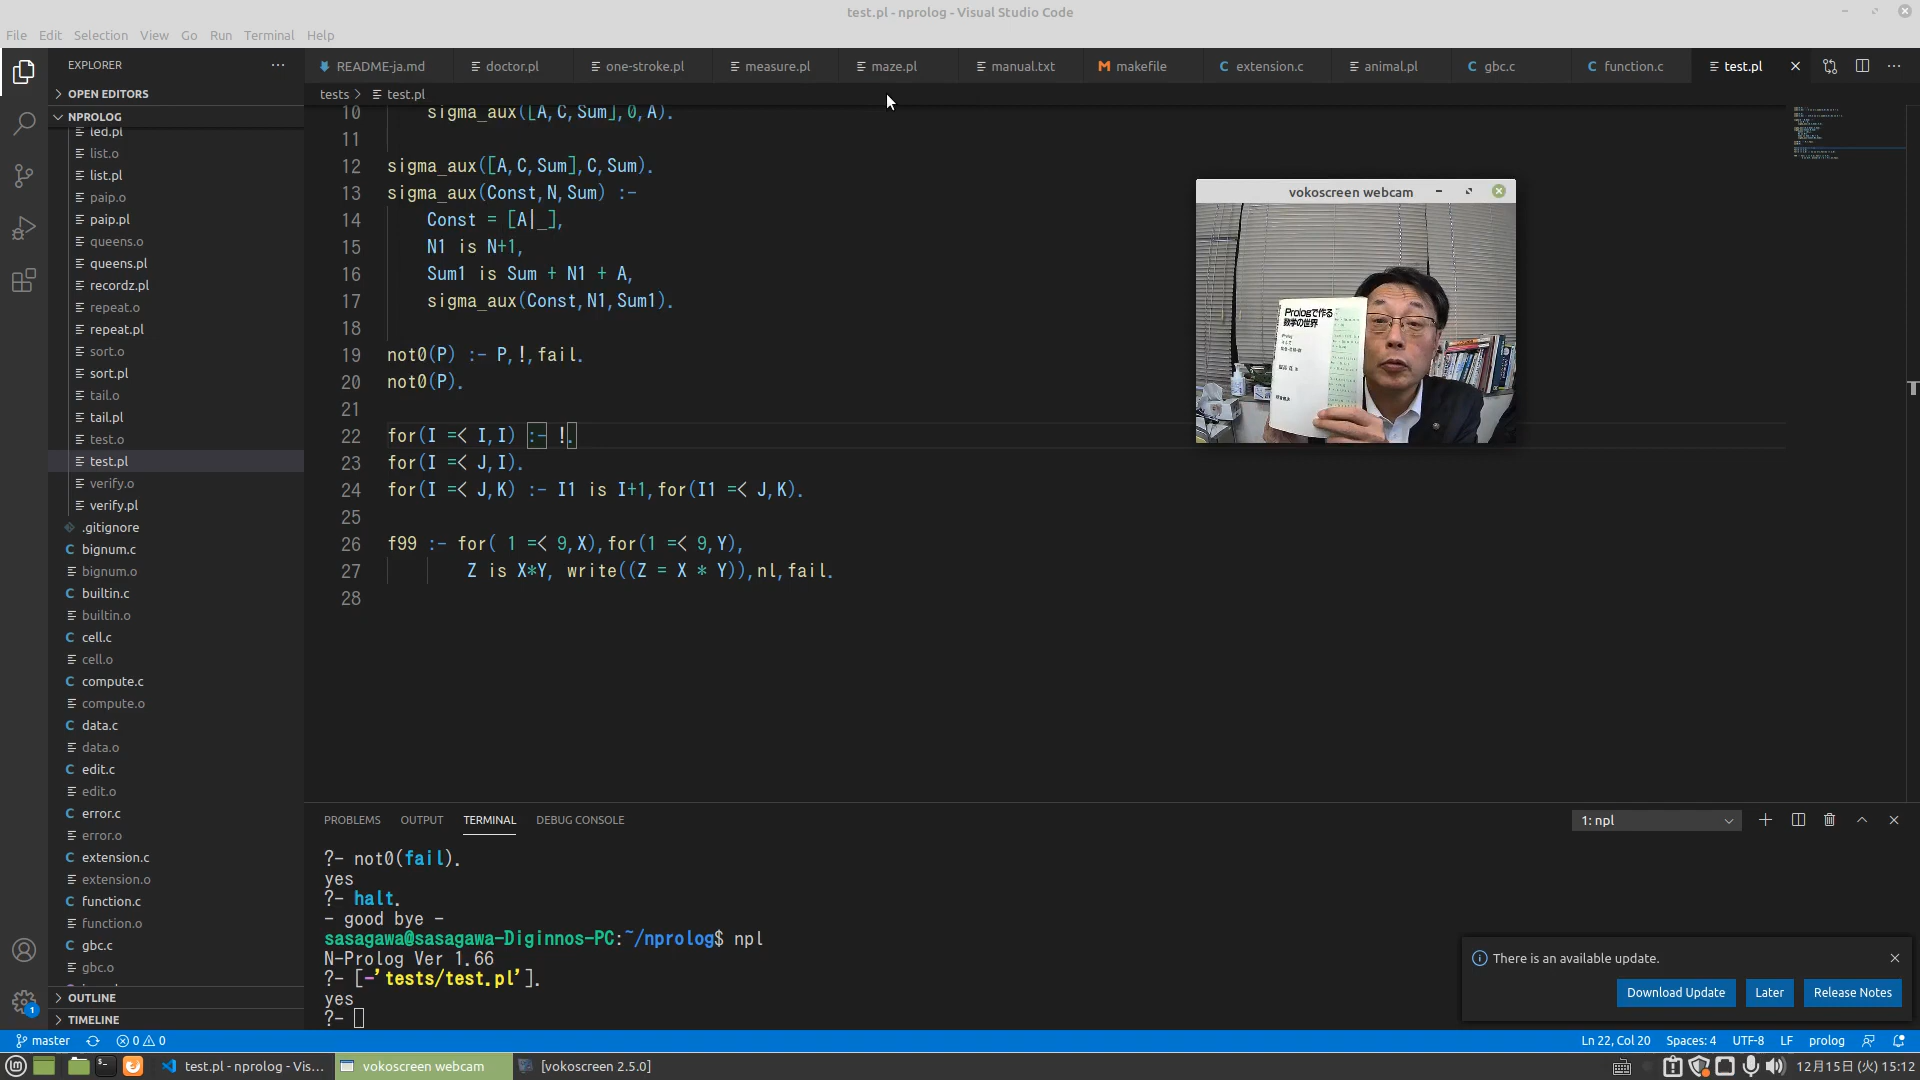 test.pl - nprolog - Visual Studio Code
File Edit Selection View Go Run Terminal Help
EXPLORER
README-ja.md doctor.pl one-stroke.pl measure.pl maze.pl manual.txt makefile extension.c animal.pl gbc.c function.c test.pl
OPEN EDITORS
tests > test.pl
NPROLOG
led.pl
list.o
list.pl
paip.o
paip.pl
queens.o
queens.pl
recordz.pl
repeat.o
repeat.pl
sort.o
sort.pl
tail.o
tail.pl
test.o
test.pl
verify.o
verify.pl
.gitignore
bignum.c
bignum.o
builtin.c
builtin.o
cell.c
cell.o
compute.c
compute.o
data.c
data.o
edit.c
edit.o
error.c
error.o
extension.c
extension.o
function.c
function.o
gbc.c
gbc.o
OUTLINE
TIMELINE
10 sigma_aux([A,C,Sum],0,A).
11
12 sigma_aux([A,C,Sum],C,Sum).
13 sigma_aux(Const,N,Sum) :-
14 Const = [A|_],
15 N1 is N+1,
16 Sum1 is Sum + N1 + A,
17 sigma_aux(Const,N1,Sum1).
18
19 not0(P) :- P,!,fail.
20 not0(P).
21
22 for(I =< I,I) :- !.
23 for(I =< J,I).
24 for(I =< J,K) :- I1 is I+1,for(I1 =< J,K).
25
26 f99 :- for( 1 =< 9,X),for(1 =< 9,Y),
27 Z is X*Y, write((Z = X * Y)),nl,fail.
28
vokoscreen webcam
Prologで作る
数学の世界
PROBLEMS OUTPUT TERMINAL DEBUG CONSOLE
1: npl
?- not0(fail).
yes
?- halt.
- good bye -
sasagawa@sasagawa-Diginnos-PC:~/nprolog$ npl
N-Prolog Ver 1.66
?- [-'tests/test.pl'].
yes
?-
There is an available update.
Download Update Later Release Notes
1
master 0 0
Ln 22, Col 20 Spaces: 4 UTF-8 LF prolog
test.pl - nprolog - Vis... vokoscreen webcam [vokoscreen 2.5.0]
12月15日 (火) 15:12